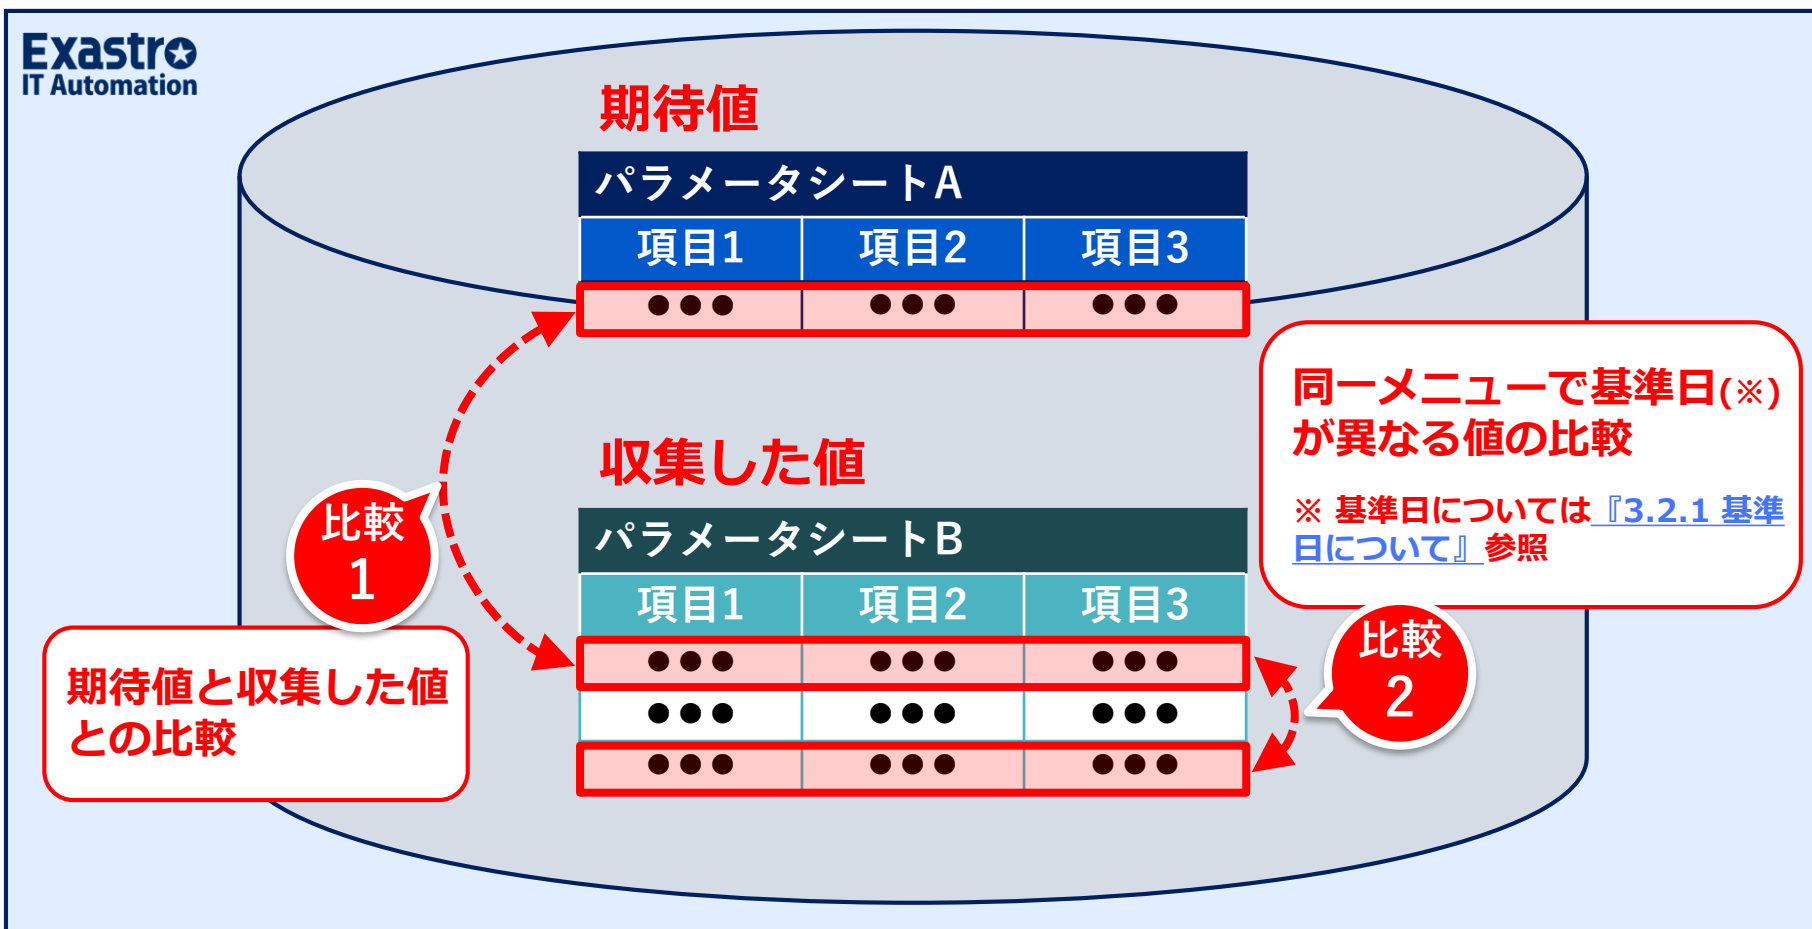 Exastro
IT Automation
期待値
パラメータシートA
項目1 項目2 項目3
●●● ●●● ●●●
同一メニューで基準日(※)
が異なる値の比較
※ 基準日については『3.2.1 基準
日について』参照
収集した値
比較
1
パラメータシートB
項目1 項目2 項目3
●●● ●●● ●●●
●●● ●●● ●●●
●●● ●●● ●●●
比較
2
期待値と収集した値
との比較